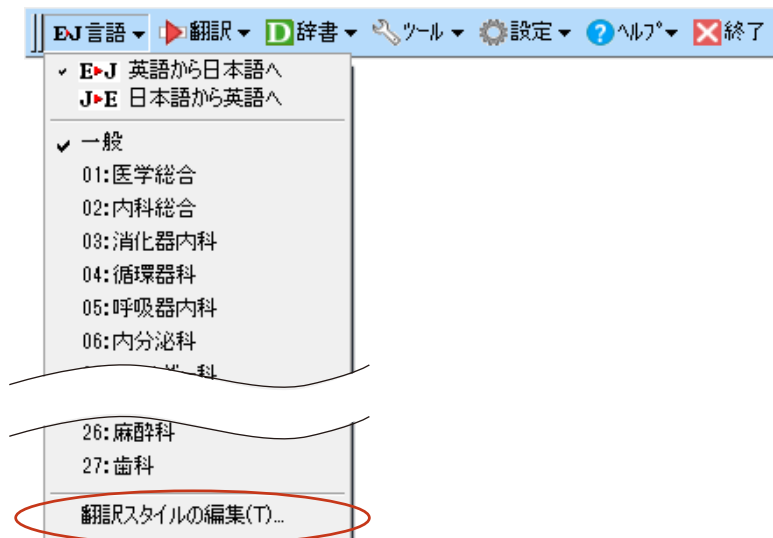 EJ 言語 翻訳 辞書 ツール 設定 ? ヘルプ 終了
E▸J 英語から日本語へ
J▸E 日本語から英語へ
一般
01:医学総合
02:内科総合
03:消化器内科
04:循環器科
05:呼吸器内科
06:内分泌科
科
26:麻酔科
27:歯科
翻訳スタイルの編集(T)...